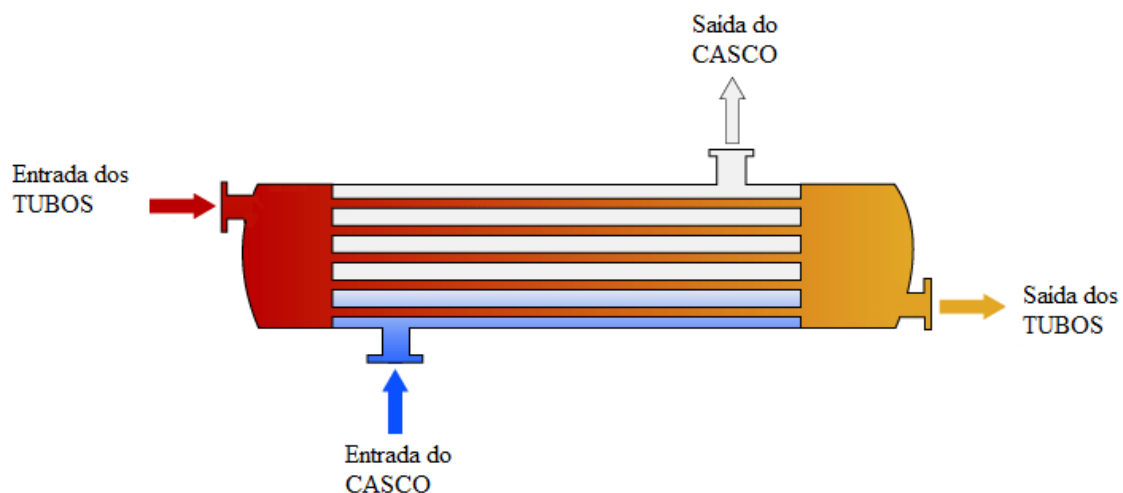 Saída do
CASCO
Entrada dos
TUBOS
Saída dos
TUBOS
Entrada do
CASCO